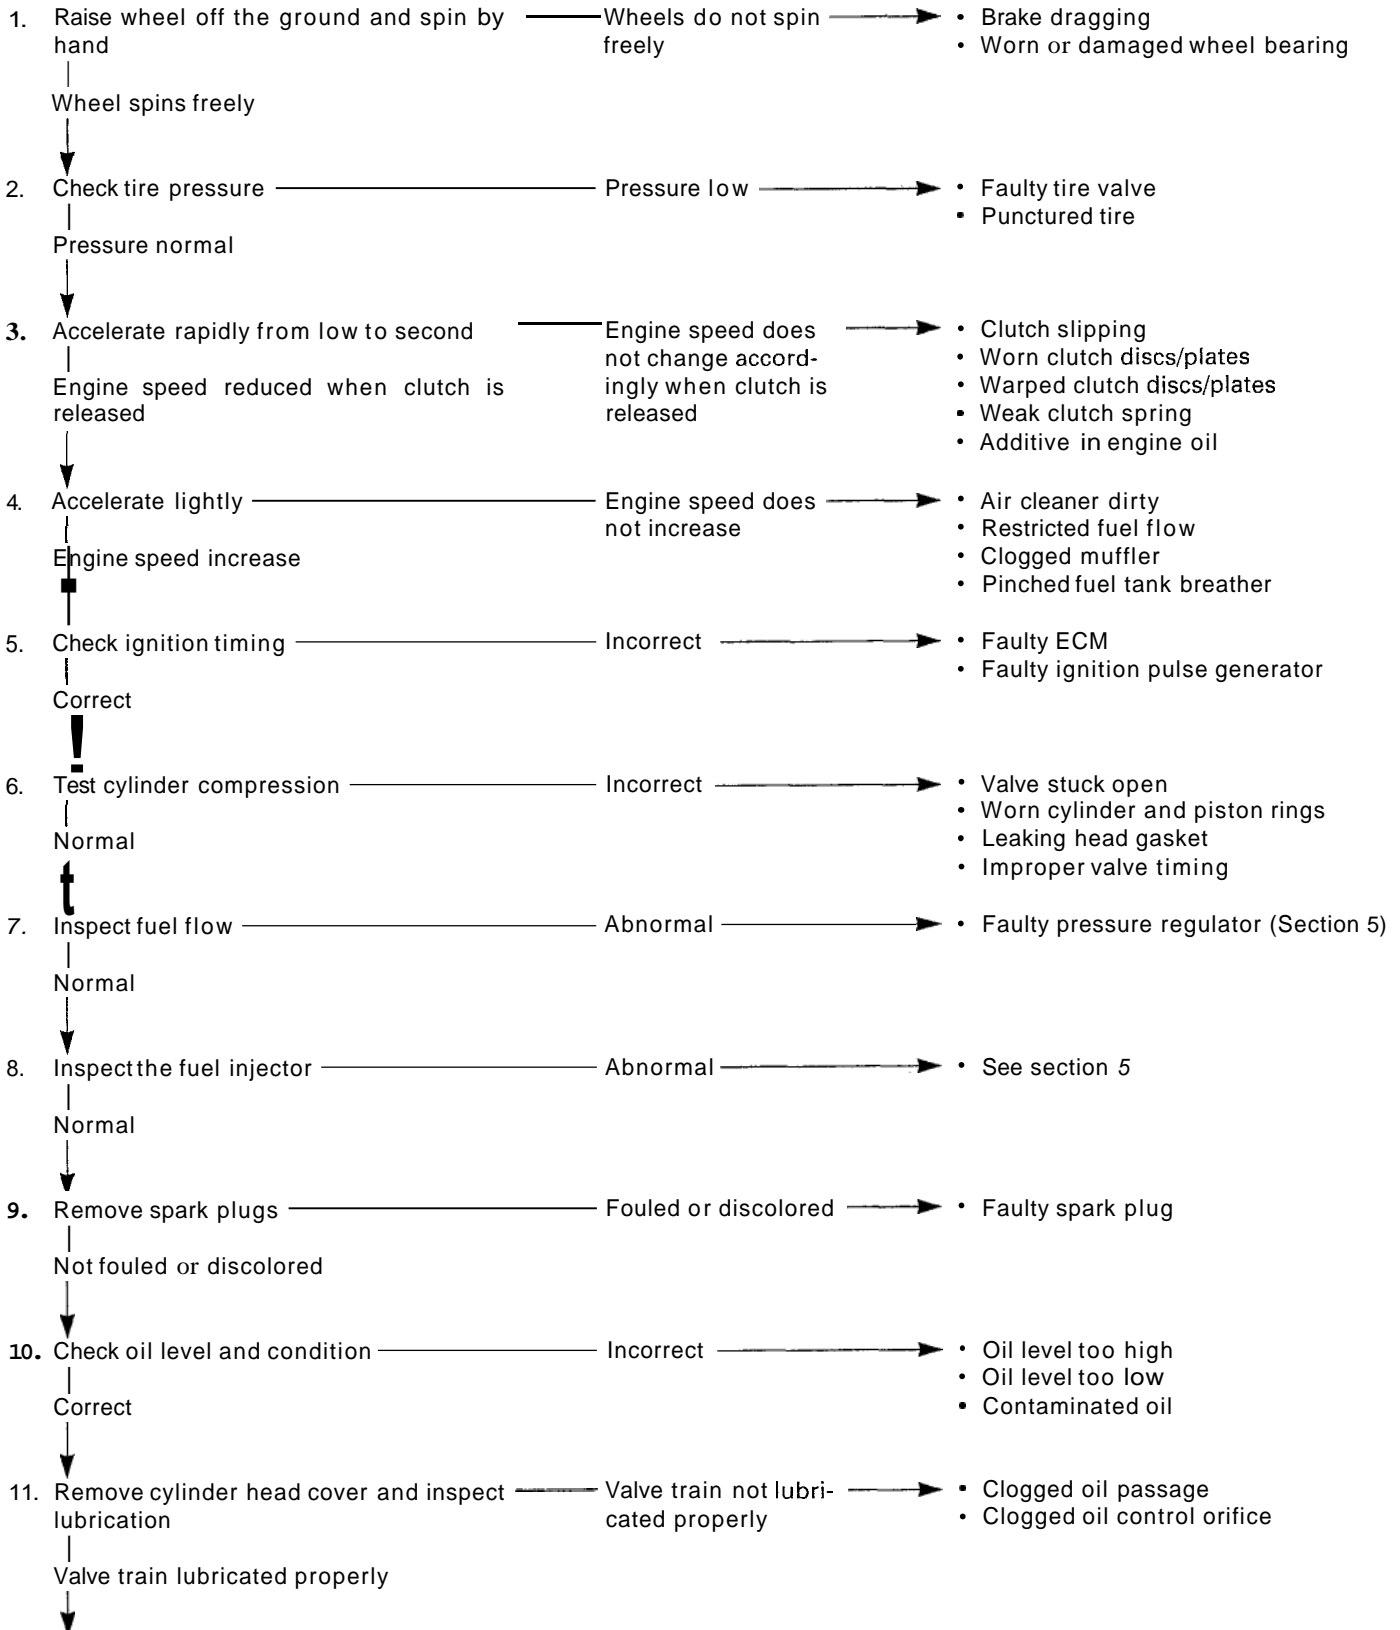 1. Raise wheel off the ground and spin by hand
Wheels do not spin freely
• Brake dragging
• Worn or damaged wheel bearing
Wheel spins freely
2. Check tire pressure
Pressure low
• Faulty tire valve
• Punctured tire
Pressure normal
3. Accelerate rapidly from low to second
Engine speed does not change accord-
ingly when clutch is released
• Clutch slipping
• Worn clutch discs/plates
• Warped clutch discs/plates
• Weak clutch spring
• Additive in engine oil
Engine speed reduced when clutch is released
4. Accelerate lightly
Engine speed does not increase
• Air cleaner dirty
• Restricted fuel flow
• Clogged muffler
• Pinched fuel tank breather
Engine speed increase
5. Check ignition timing
Incorrect
• Faulty ECM
• Faulty ignition pulse generator
Correct
6. Test cylinder compression
Incorrect
• Valve stuck open
• Worn cylinder and piston rings
• Leaking head gasket
• Improper valve timing
Normal
7. Inspect fuel flow
Abnormal
• Faulty pressure regulator (Section 5)
Normal
8. Inspect the fuel injector
Abnormal
• See section 5
Normal
9. Remove spark plugs
Fouled or discolored
• Faulty spark plug
Not fouled or discolored
10. Check oil level and condition
Incorrect
• Oil level too high
• Oil level too low
• Contaminated oil
Correct
11. Remove cylinder head cover and inspect lubrication
Valve train not lubri-
cated properly
• Clogged oil passage
• Clogged oil control orifice
Valve train lubricated properly